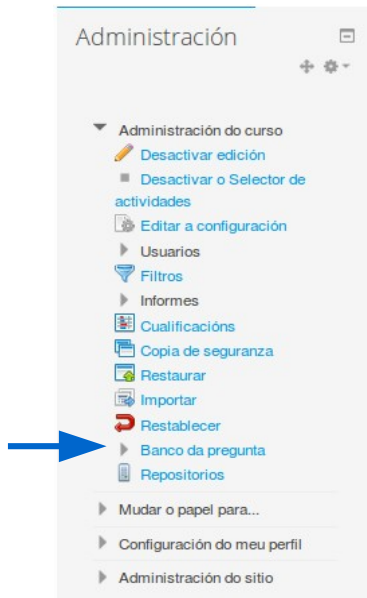 Administración
Administración do curso
Desactivar edición
Desactivar o Selector de
actividades
Editar a configuración
Usuarios
Filtros
Informes
Cualificacións
Copia de seguranza
Restaurar
Importar
Restablecer
Banco da pregunta
Repositorios
Mudar o papel para...
Configuración do meu perfil
Administración do sitio